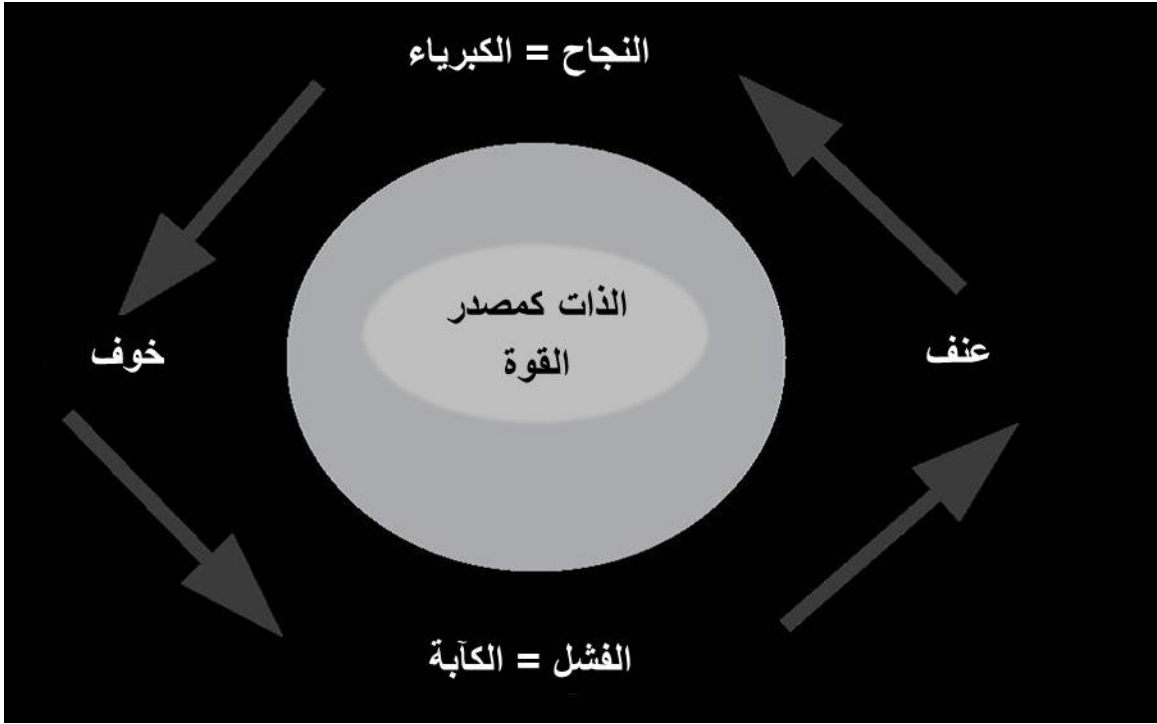 النجاح = الكبرياء
الذات كمصدر
القوة
عنف
خوف
الفشل = الكآبة